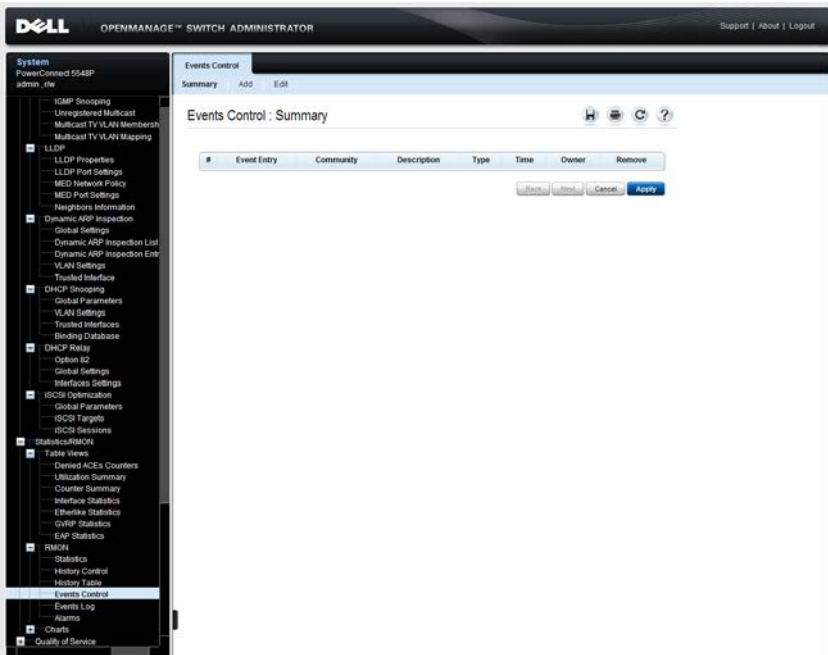 DELL
OPENMANAGE™ SWITCH ADMINISTRATOR
Support | About | Logout
System
PowerConnect 5548P
admin , r/w
IGMP Snooping
Unregistered Multicast
Multicast TV VLAN Membersh
Multicast TV VLAN Mapping
LLDP
LLDP Properties
LLDP Port Settings
MED Network Policy
MED Port Settings
Neighbors Information
Dynamic ARP Inspection
Global Settings
Dynamic ARP Inspection List
Dynamic ARP Inspection Entr
VLAN Settings
Trusted Interface
DHCP Snooping
Global Parameters
VLAN Settings
Trusted Interfaces
Binding Database
DHCP Relay
Option 82
Global Settings
Interfaces Settings
iSCSI Optimization
Global Parameters
iSCSI Targets
iSCSI Sessions
Statistics/RMON
Table Views
Denied ACEs Counters
Utilization Summary
Counter Summary
Interface Statistics
Etherlike Statistics
GVRP Statistics
EAP Statistics
RMON
Statistics
History Control
History Table
Events Control
Events Log
Alarms
Charts
Quality of Service
Events Control
Summary Add Edit
Events Control : Summary
# Event Entry Community Description Type Time Owner Remove
Back Next Cancel Apply